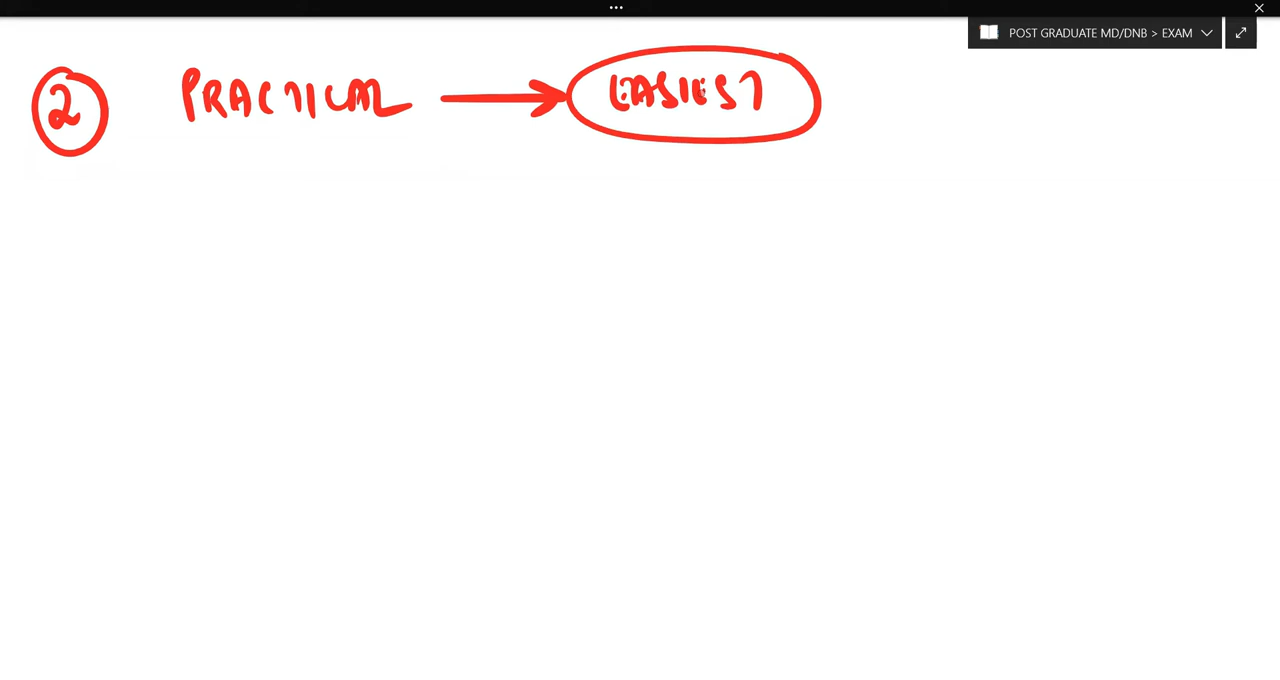 POST GRADUATE MD/DNB > EXAM
2 PRACTICAL → EASIEST